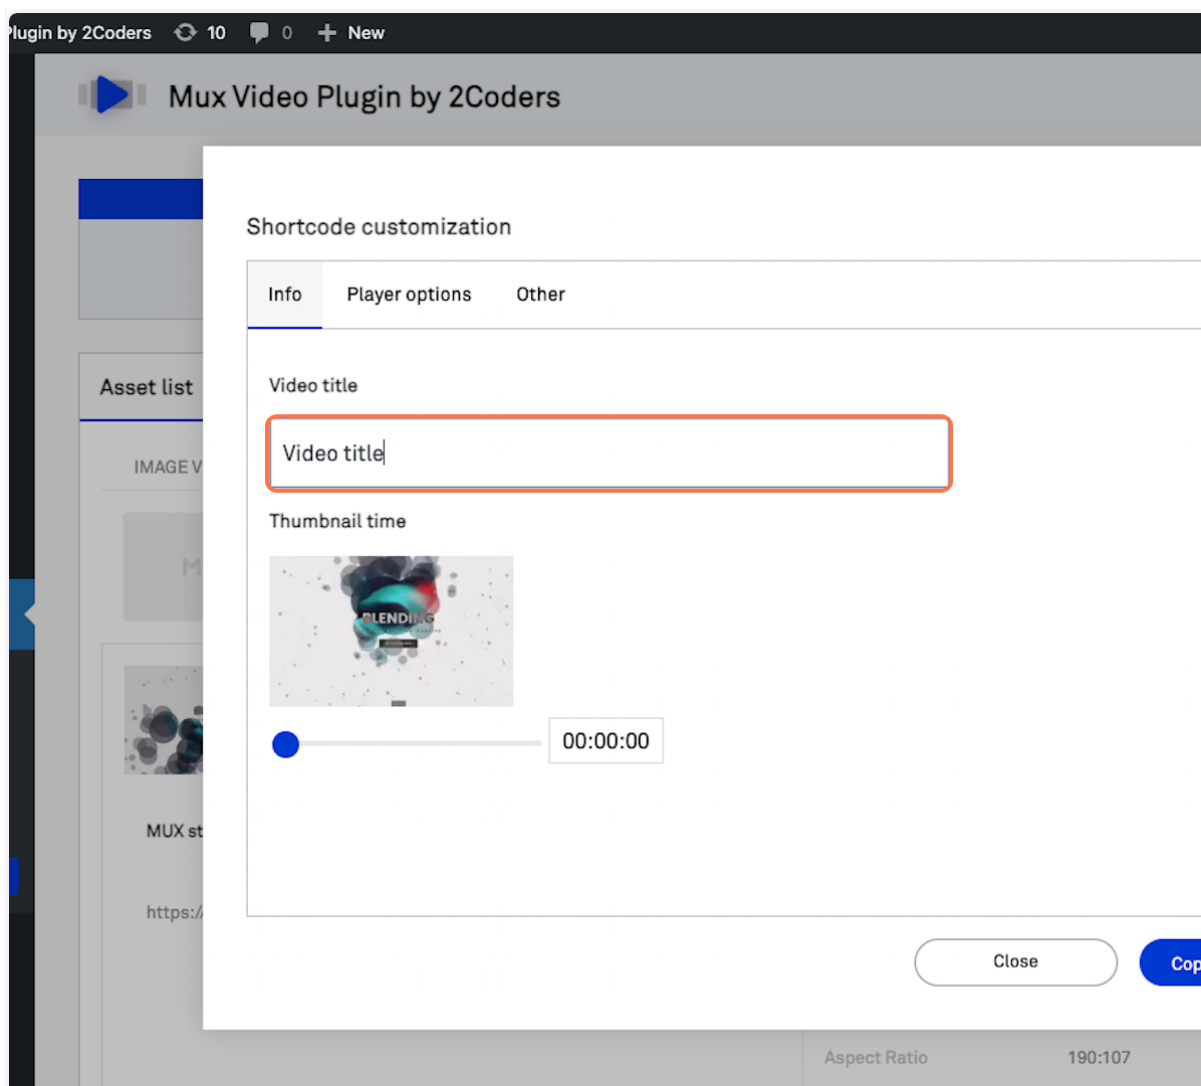 Plugin by 2Coders 10 0 New
Mux Video Plugin by 2Coders
Shortcode customization
Info Player options Other
Asset list
Video title
Video title
IMAGE V
Thumbnail time
M
BLENDING
00:00:00
MUX st
https://
Close
Cop
Aspect Ratio 190:107